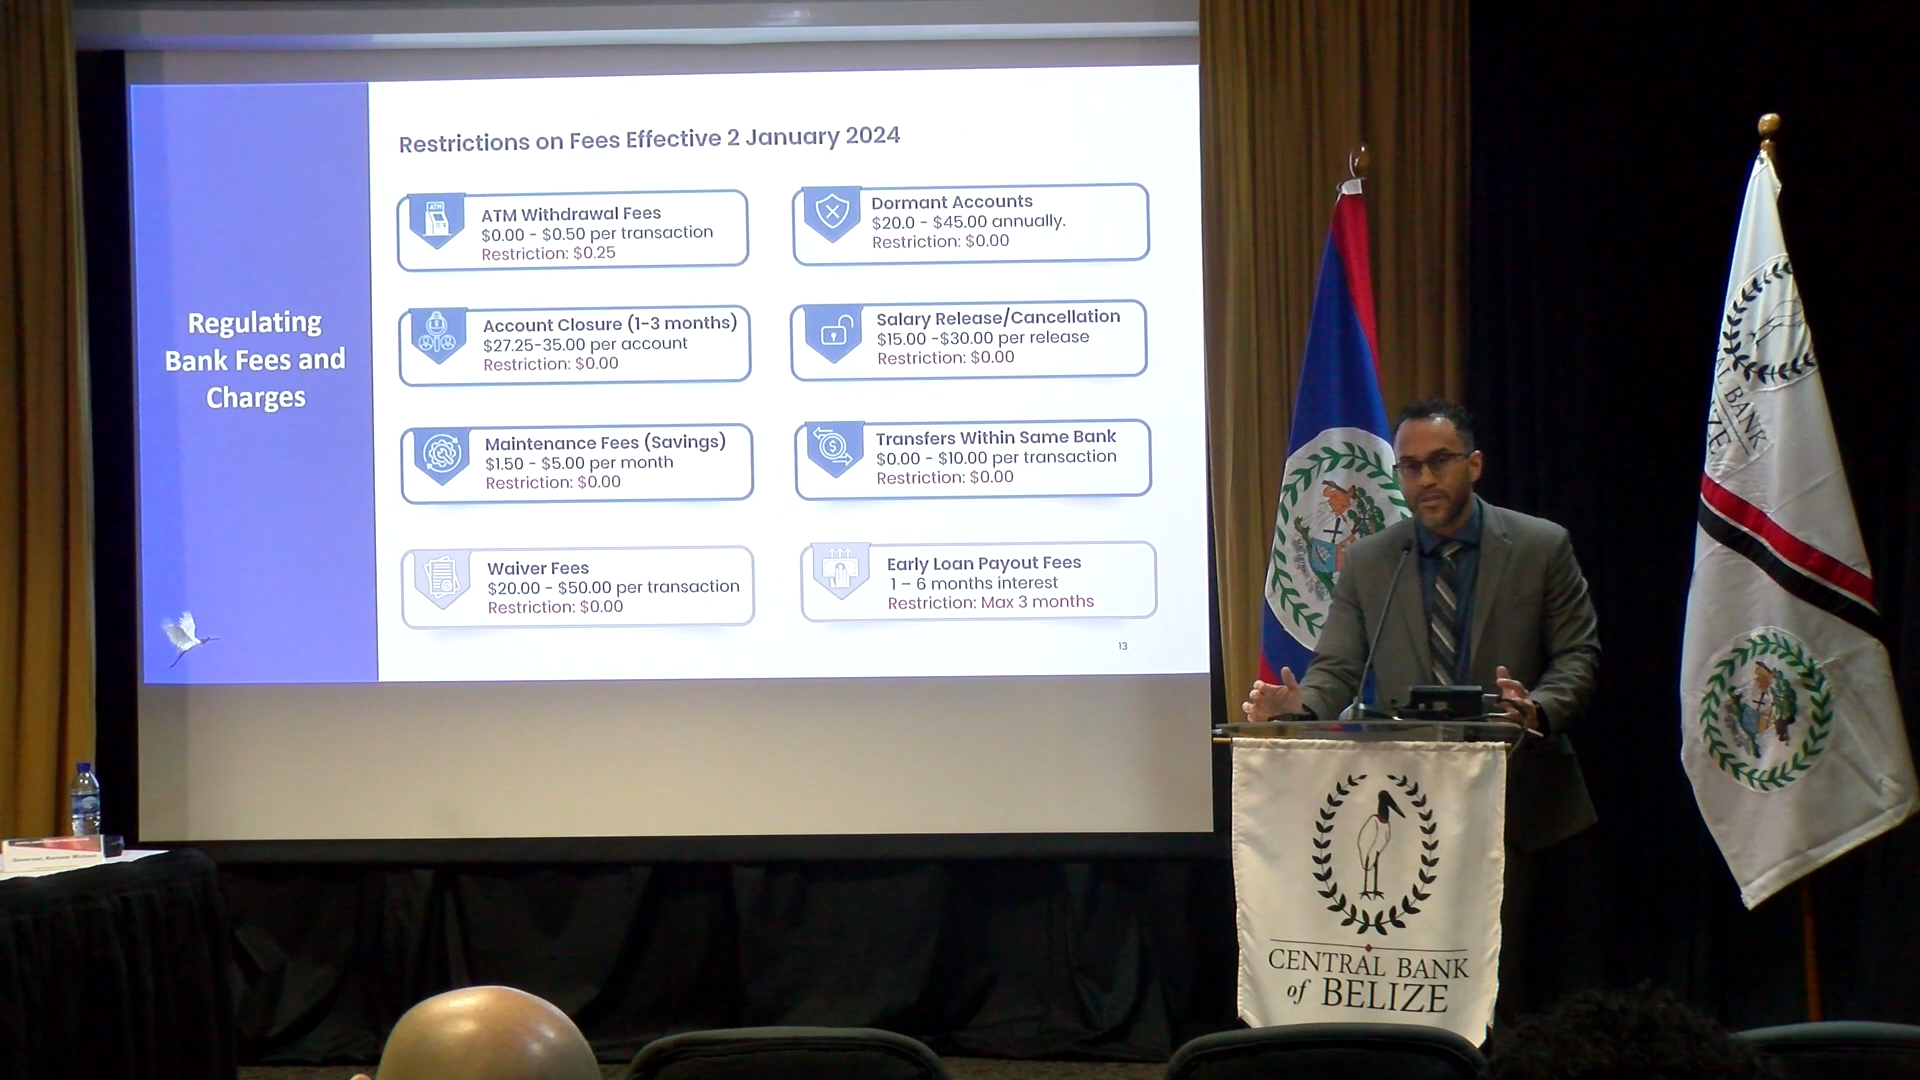 Regulating
Bank Fees and
Charges
Restrictions on Fees Effective 2 January 2024
ATM
ATM Withdrawal Fees
$0.00 - $0.50 per transaction
Restriction: $0.25
Dormant Accounts
$20.0 - $45.00 annually.
Restriction: $0.00
Account Closure (1-3 months)
$27.25-35.00 per account
Restriction: $0.00
Salary Release/Cancellation
$15.00 -$30.00 per release
Restriction: $0.00
Maintenance Fees (Savings)
$1.50 - $5.00 per month
Restriction: $0.00
Transfers Within Same Bank
$0.00 - $10.00 per transaction
Restriction: $0.00
Waiver Fees
$20.00 - $50.00 per transaction
Restriction: $0.00
Early Loan Payout Fees
1 – 6 months interest
Restriction: Max 3 months
13
BANK
CENTRAL BANK
of BELIZE
Governor, Kareem Michael